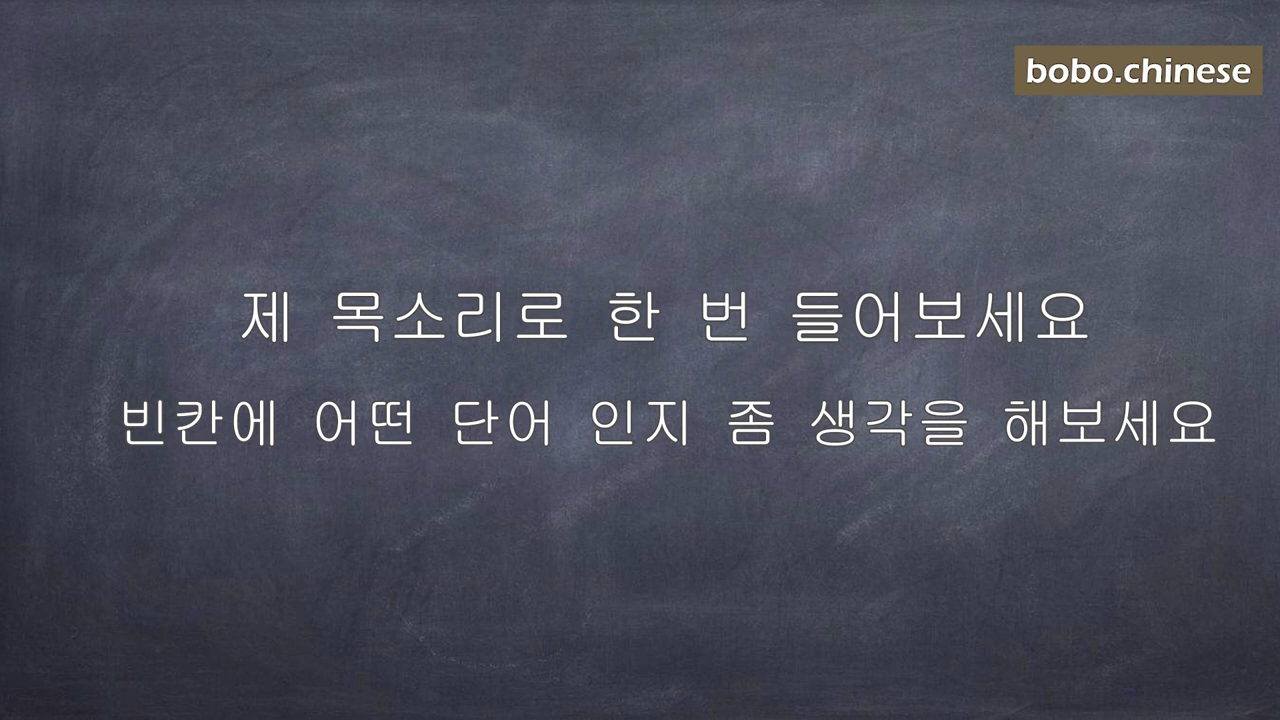 bobo.chinese
제 목소리로 한 번 들어보세요
빈칸에 어떤 단어 인지 좀 생각을 해보세요